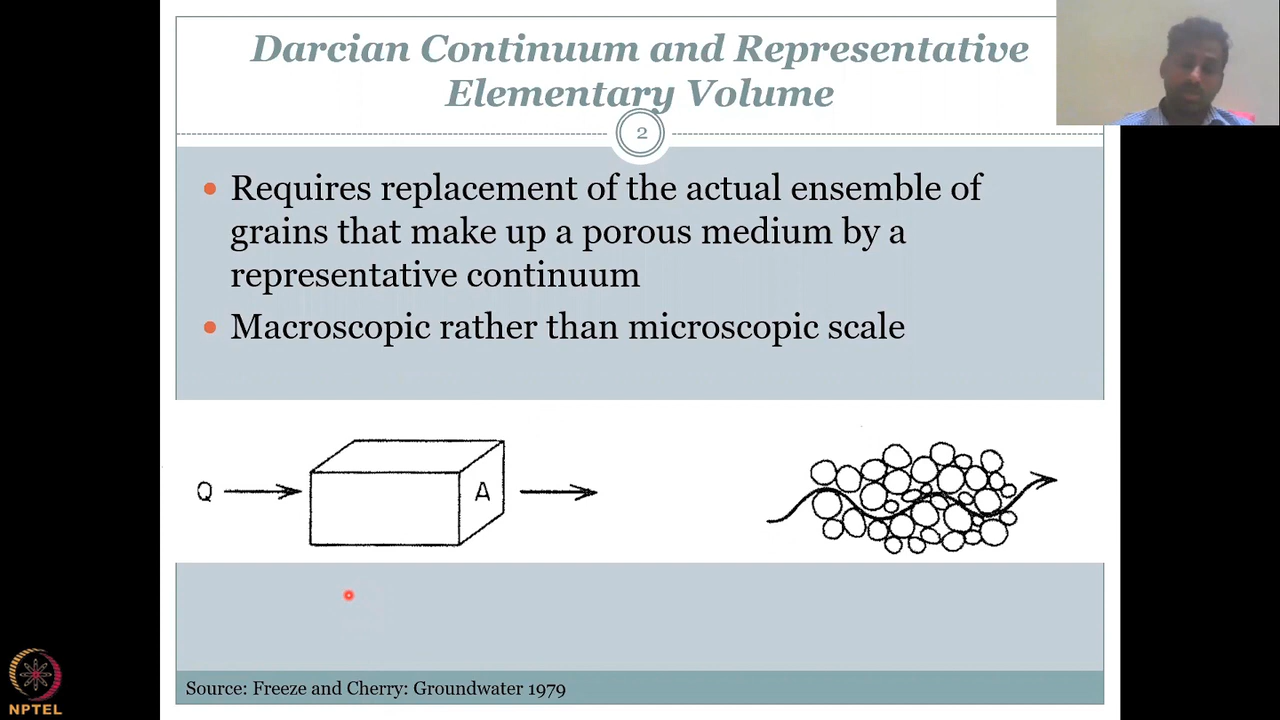 Darcian Continuum and Representative
Elementary Volume
2
Requires replacement of the actual ensemble of
grains that make up a porous medium by a
representative continuum
Macroscopic rather than microscopic scale
Q
A
Source: Freeze and Cherry: Groundwater 1979
NPTEL